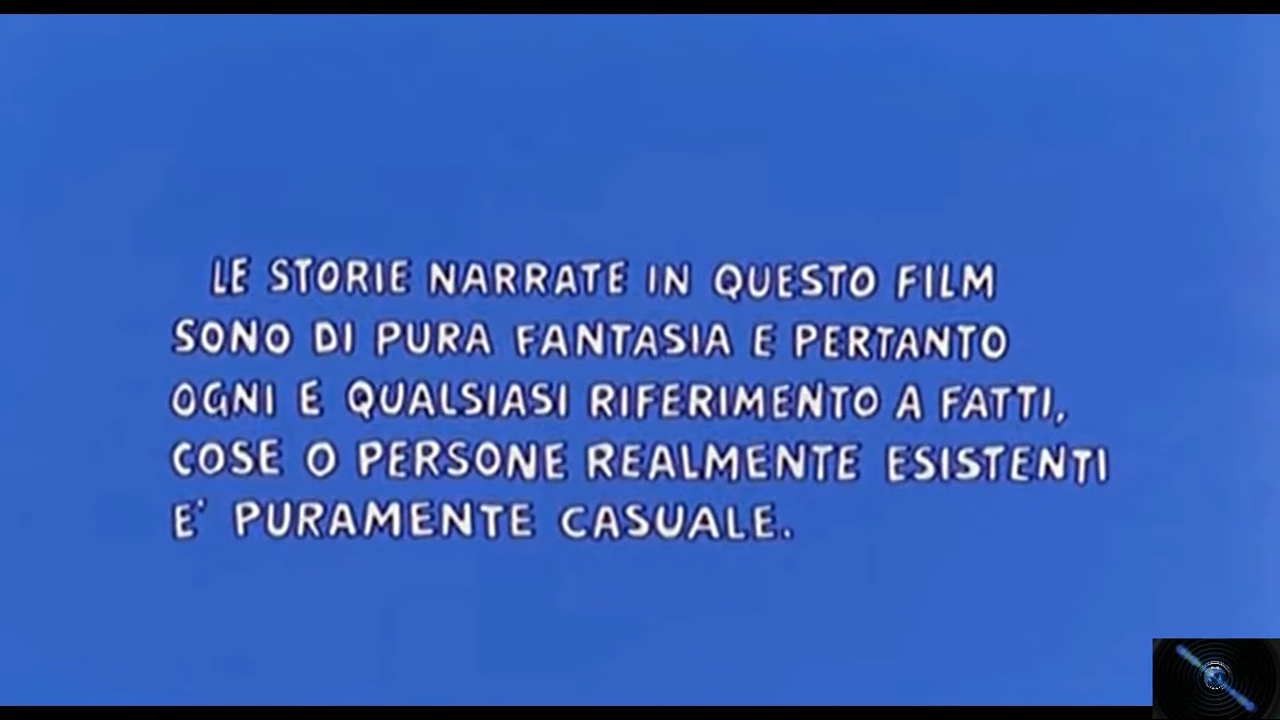 LE STORIE NARRATE IN QUESTO FILM
SONO DI PURA FANTASIA E PERTANTO
OGNI E QUALSIASI RIFERIMENTO A FATTI,
COSE O PERSONE REALMENTE ESISTENTI
E' PURAMENTE CASUALE.